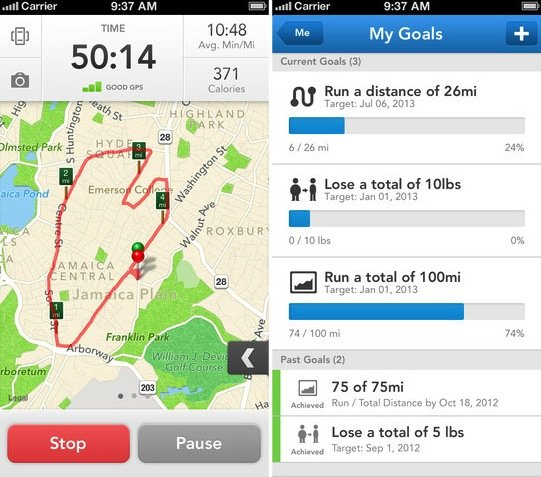 Carrier
9:37 AM
TIME
50:14
GOOD GPS
10:48
Avg. Min/Mi
371
Calories
HIGHLAND
PARK
HYDE
SQUARE
28
3
mi
S Huntington
Olmsted Park
2
mi
Emerson College
Washington St
4
mi
Walnut Ave
Jamaica
Pond
Centre St
ROXBURY
JAMAICA
CENTRAL
28
Jamaica Plain
1
mi
Franklin Park
Arborway
William J. Devi
Golf Course
Arboretum
203
Legal
Stop
Pause
Carrier
9:37 AM
Me
My Goals
+
Current Goals (3)
Run a distance of 26mi
Target: Jul 06, 2013
6 / 26 mi
24%
Lose a total of 10lbs
Target: Jan 01, 2013
0 / 10 lbs
0%
Run a total of 100mi
Target: Jan 01, 2013
74 / 100 mi
74%
Past Goals (2)
75 of 75mi
Achieved
Run / Total Distance by Oct 18, 2012
Lose a total of 5 lbs
Achieved
Target: Sep 1, 2012